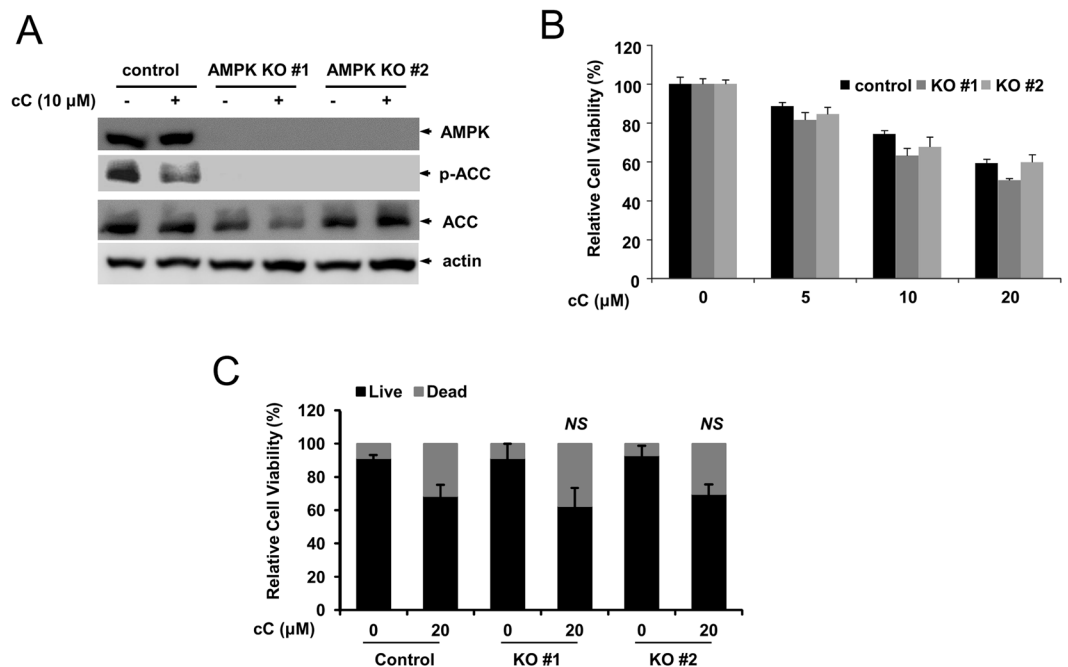 A
control AMPK KO #1 AMPK KO #2
cC (10 µM) - + - + - +
AMPK
p-ACC
ACC
actin
B
Relative Cell Viability (%)
120
100
80
60
40
20
0
control KO #1 KO #2
cC (µM) 0 5 10 20
C
Live Dead
Relative Cell Viability (%)
120
100
80
60
40
20
0
NS NS
cC (µM) 0 20 0 20 0 20
Control KO #1 KO #2